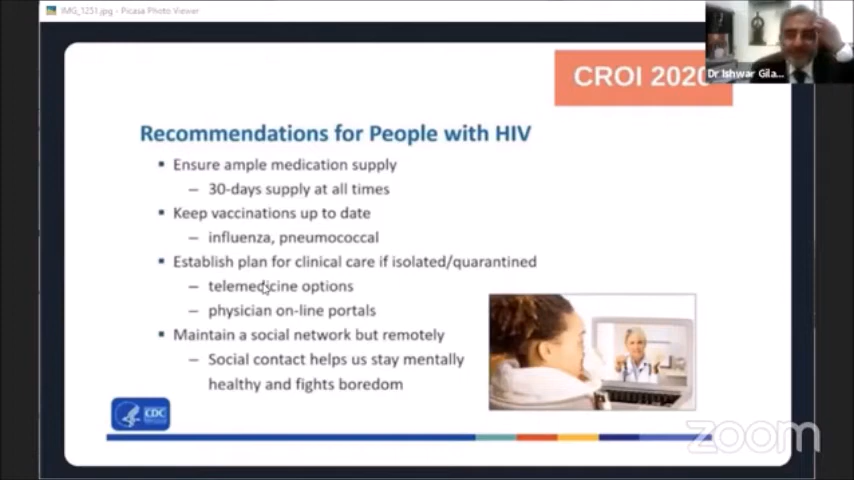 IMG_1251.jpg - Picasa Photo Viewer
CROI 2020
Dr Ishwar Gila...
Recommendations for People with HIV
▪ Ensure ample medication supply
– 30-days supply at all times
▪ Keep vaccinations up to date
– influenza, pneumococcal
▪ Establish plan for clinical care if isolated/quarantined
– telemedicine options
– physician on-line portals
▪ Maintain a social network but remotely
– Social contact helps us stay mentally
healthy and fights boredom
CDC
zoom